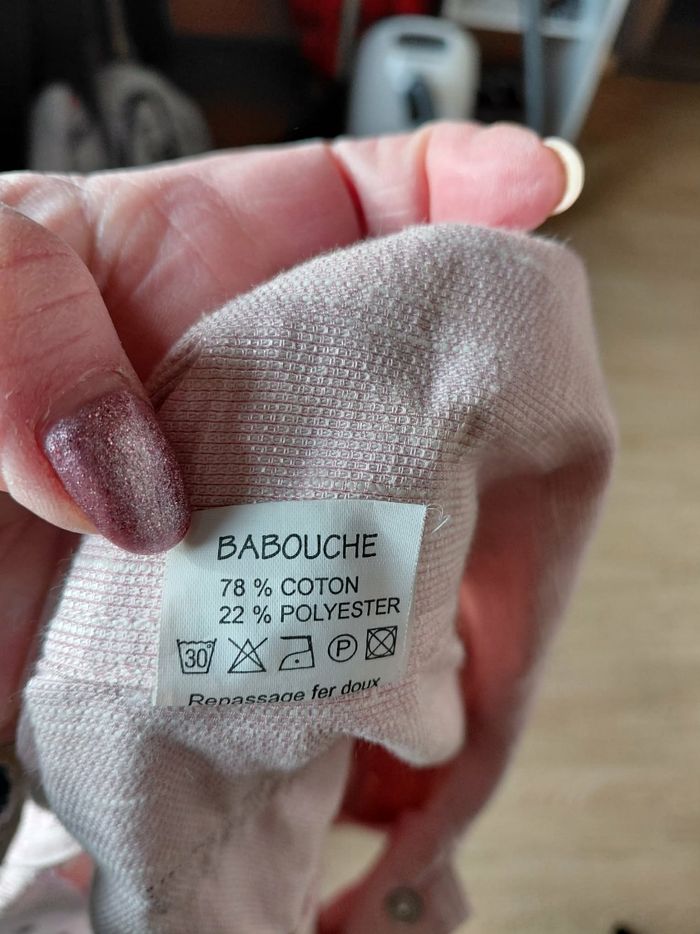 BABOUCHE
78 % COTON
22 % POLYESTER
30 P
Repassage fer doux